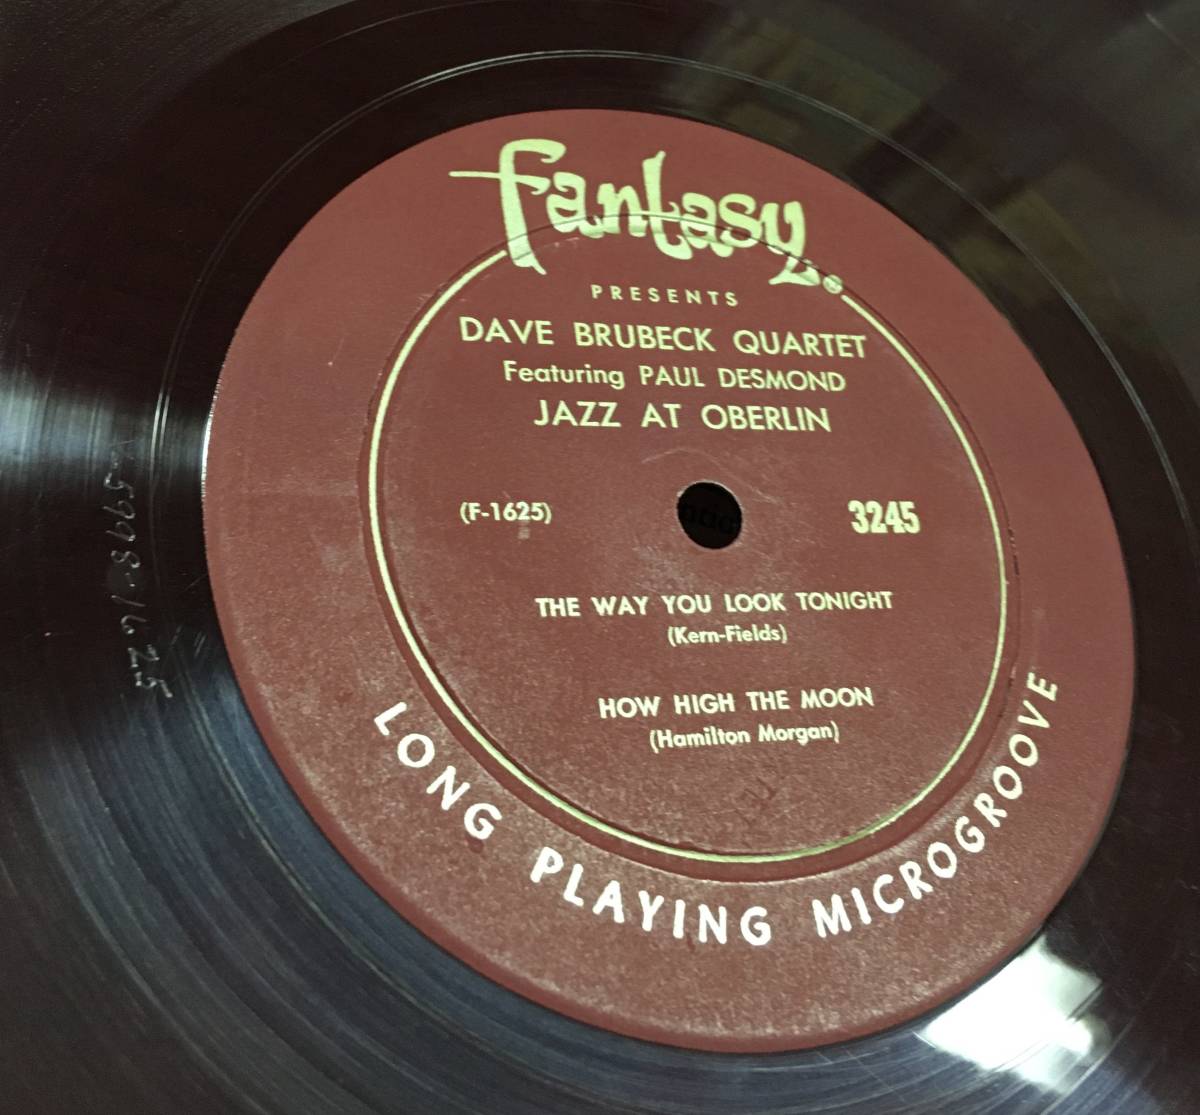 fantasy®
PRESENTS
DAVE BRUBECK QUARTET
Featuring PAUL DESMOND
JAZZ AT OBERLIN
(F-1625)
3245
THE WAY YOU LOOK TONIGHT
(Kern-Fields)
HOW HIGH THE MOON
(Hamilton Morgan)
LONG PLAYING MICROGROOVE